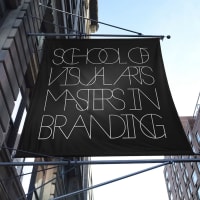 SCHOOL OF
VISUAL ARTS
MASTERS IN
BRANDING